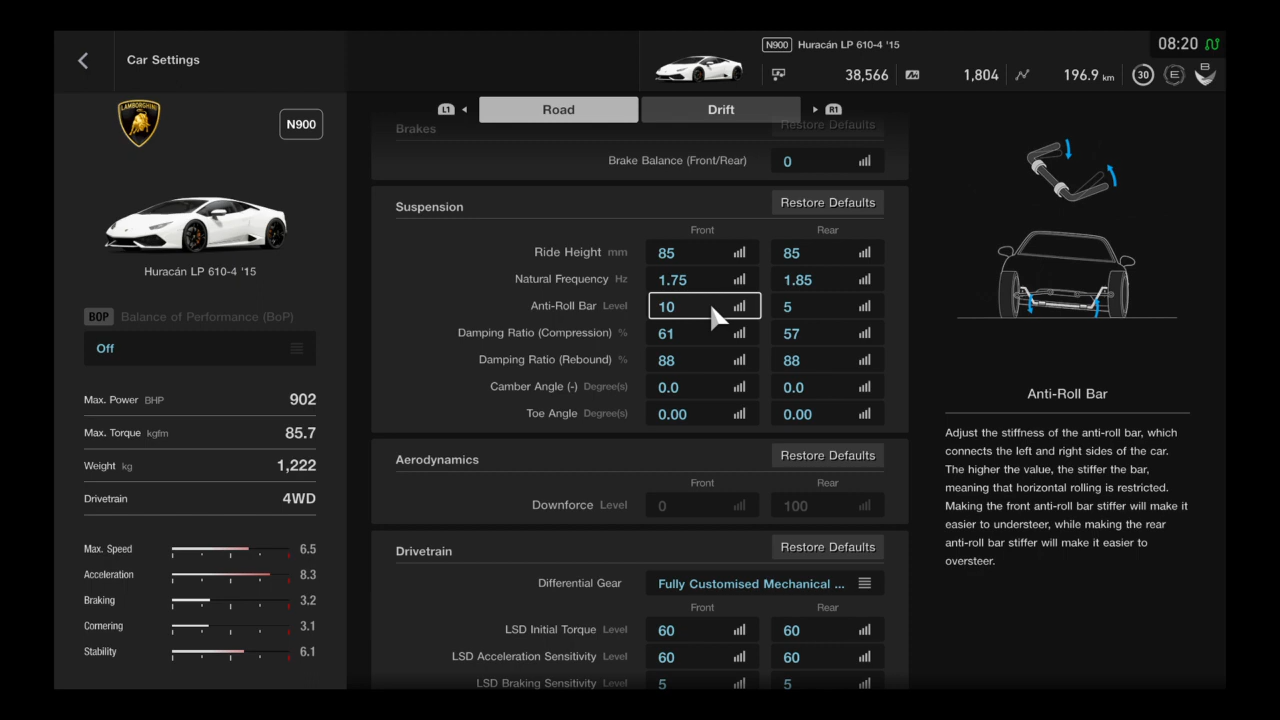 Car Settings
N900 Huracán LP 610-4 '15
08:20
38,566 1,804 196.9 km 30 E B
LAMBORGHINI
N900
Huracán LP 610-4 '15
BOP Balance of Performance (BoP)
Off
Max. Power BHP 902
Max. Torque kgfm 85.7
Weight kg 1,222
Drivetrain 4WD
Max. Speed 6.5
Acceleration 8.3
Braking 3.2
Cornering 3.1
Stability 6.1
L1 Road Drift R1
Brakes Restore Defaults
Brake Balance (Front/Rear) 0
Suspension Restore Defaults
Front Rear
Ride Height mm 85 85
Natural Frequency Hz 1.75 1.85
Anti-Roll Bar Level 10 5
Damping Ratio (Compression) % 61 57
Damping Ratio (Rebound) % 88 88
Camber Angle (-) Degree(s) 0.0 0.0
Toe Angle Degree(s) 0.00 0.00
Aerodynamics Restore Defaults
Front Rear
Downforce Level 0 100
Drivetrain Restore Defaults
Differential Gear Fully Customised Mechanical ...
Front Rear
LSD Initial Torque Level 60 60
LSD Acceleration Sensitivity Level 60 60
LSD Braking Sensitivity Level 5 5
Anti-Roll Bar
Adjust the stiffness of the anti-roll bar, which
connects the left and right sides of the car.
The higher the value, the stiffer the bar,
meaning that horizontal rolling is restricted.
Making the front anti-roll bar stiffer will make it
easier to understeer, while making the rear
anti-roll bar stiffer will make it easier to
oversteer.